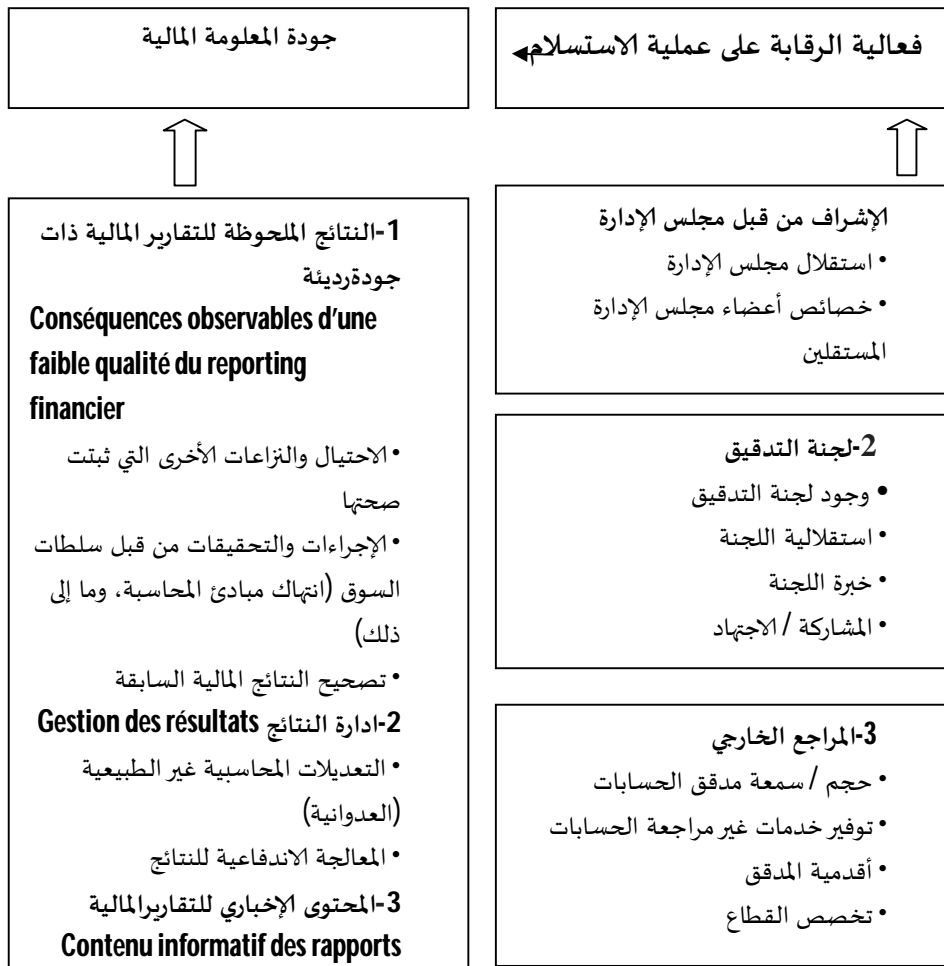 فعالية الرقابة على عملية الاستسلام
جودة المعلومة المالية
الإشراف من قبل مجلس الإدارة
• استقلال مجلس الإدارة
• خصائص أعضاء مجلس الإدارة
المستقلين
2-لجنة التدقيق
• وجود لجنة التدقيق
• استقلالية اللجنة
• خبرة اللجنة
• المشاركة / الاجتهاد
3-المراجع الخارجي
• حجم / سمعة مدقق الحسابات
• توفير خدمات غير مراجعة الحسابات
• أقدمية المدقق
• تخصص القطاع
1-النتائج الملحوظة للتقارير المالية ذات
جودةرديئة
Conséquences observables d'une
faible qualité du reporting
financier
• الاحتيال والنزاعات الأخرى التي ثبتت
صحتها
• الإجراءات والتحقيقات من قبل سلطات
السوق (انتهاك مبادئ المحاسبة، وما إلى
ذلك)
• تصحيح النتائج المالية السابقة
2-ادارة النتائج Gestion des résultats
• التعديلات المحاسبية غير الطبيعية
(العدوانية)
• المعالجة الاندفاعية للنتائج
3-المحتوى الإخباري للتقاريرالمالية
Contenu informatif des rapports